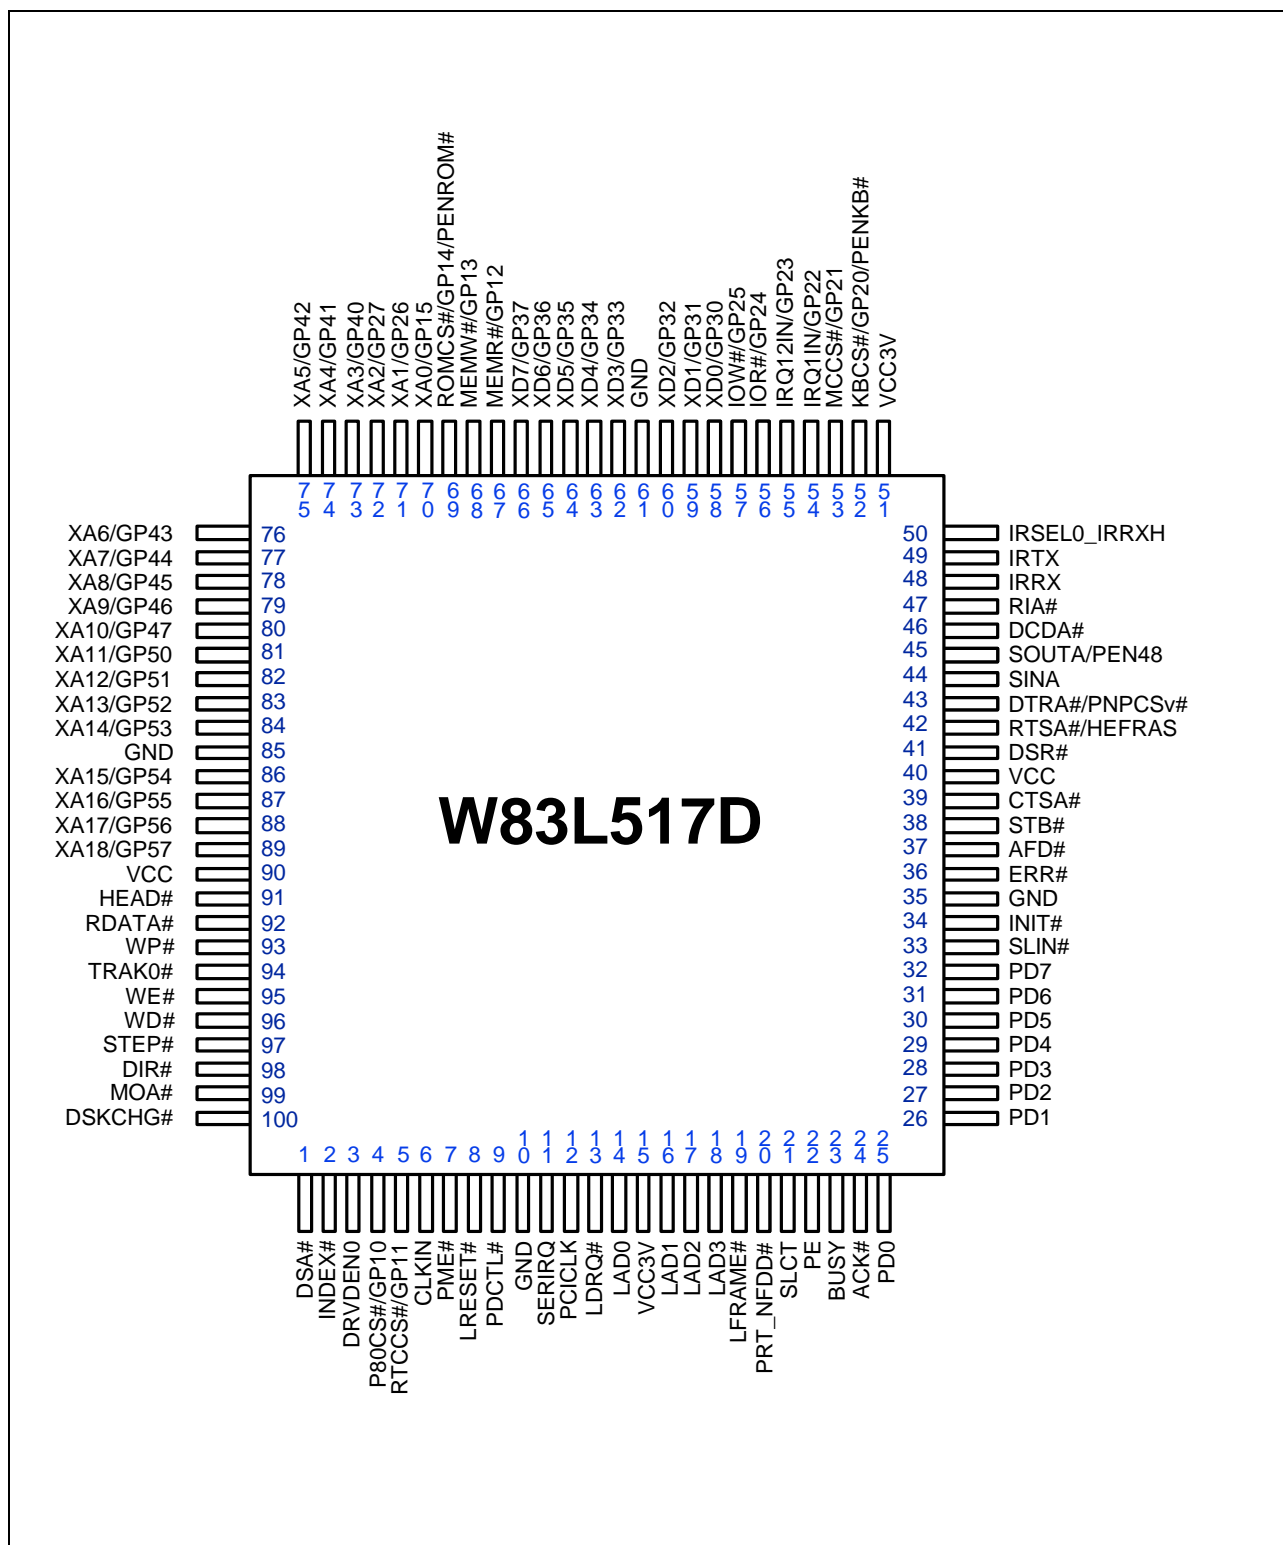 XA5/GP42
XA4/GP41
XA3/GP40
XA2/GP27
XA1/GP26
XA0/GP15
ROMCS#/GP14/PENROM#
MEMW#/GP13
MEMR#/GP12
XD7/GP37
XD6/GP36
XD5/GP35
XD4/GP34
XD3/GP33
GND
XD2/GP32
XD1/GP31
XD0/GP30
IOW#/GP25
IOR#/GP24
IRQ12IN/GP23
IRQ1IN/GP22
MCCS#/GP21
KBCS#/GP20/PENKB#
VCC3V
75
74
73
72
71
70
69
68
67
66
65
64
63
62
61
60
59
58
57
56
55
54
53
52
51
XA6/GP43 76
XA7/GP44 77
XA8/GP45 78
XA9/GP46 79
XA10/GP47 80
XA11/GP50 81
XA12/GP51 82
XA13/GP52 83
XA14/GP53 84
GND 85
XA15/GP54 86
XA16/GP55 87
XA17/GP56 88
XA18/GP57 89
VCC 90
HEAD# 91
RDATA# 92
WP# 93
TRAK0# 94
WE# 95
WD# 96
STEP# 97
DIR# 98
MOA# 99
DSKCHG# 100
W83L517D
50 IRSEL0_IRRXH
49 IRTX
48 IRRX
47 RIA#
46 DCDA#
45 SOUTA/PEN48
44 SINA
43 DTRA#/PNPCSv#
42 RTSA#/HEFRAS
41 DSR#
40 VCC
39 CTSA#
38 STB#
37 AFD#
36 ERR#
35 GND
34 INIT#
33 SLIN#
32 PD7
31 PD6
30 PD5
29 PD4
28 PD3
27 PD2
26 PD1
1
2
3
4
5
6
7
8
9
10
11
12
13
14
15
16
17
18
19
20
21
22
23
24
25
DSA#
INDEX#
DRVDEN0
P80CS#/GP10
RTCCS#/GP11
CLKIN
PME#
LRESET#
PDCTL#
GND
SERIRQ
PCICLK
LDRQ#
LAD0
VCC3V
LAD1
LAD2
LAD3
LFRAME#
PRT_NFDD#
SLCT
PE
BUSY
ACK#
PD0